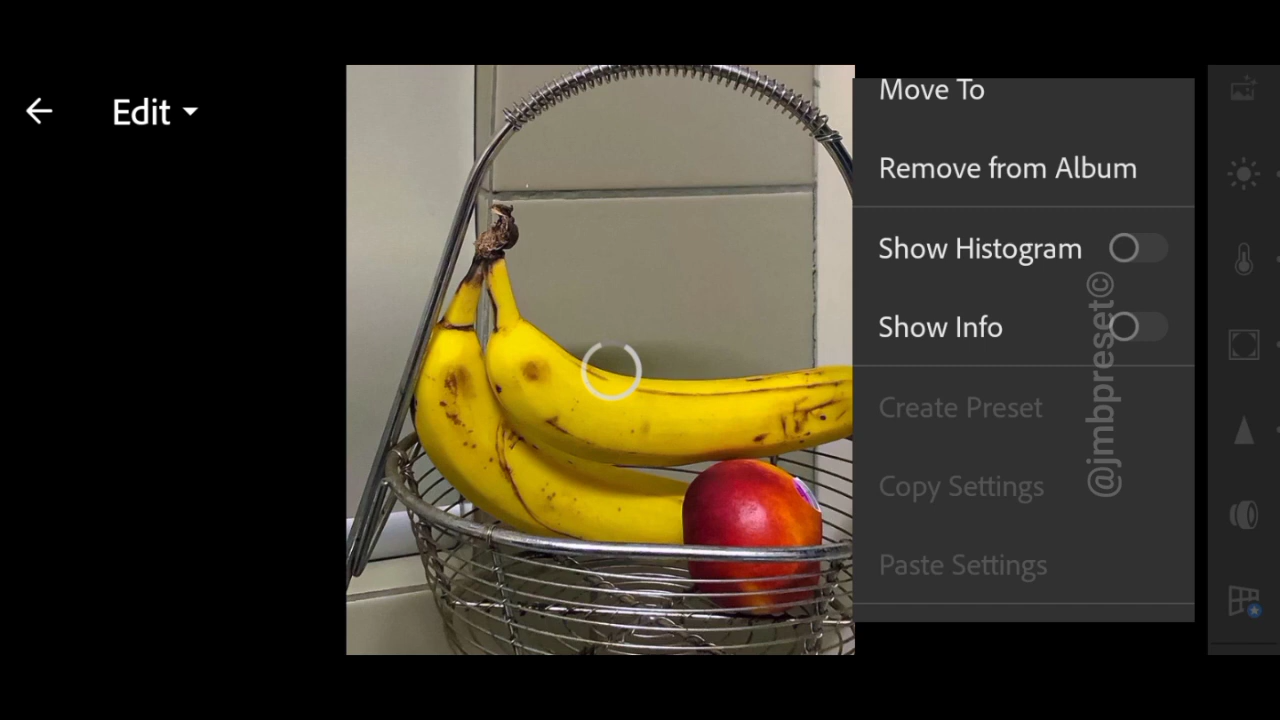 Edit
Move To
Remove from Album
Show Histogram
Show Info
Create Preset
Copy Settings
Paste Settings
@jmbpreset©